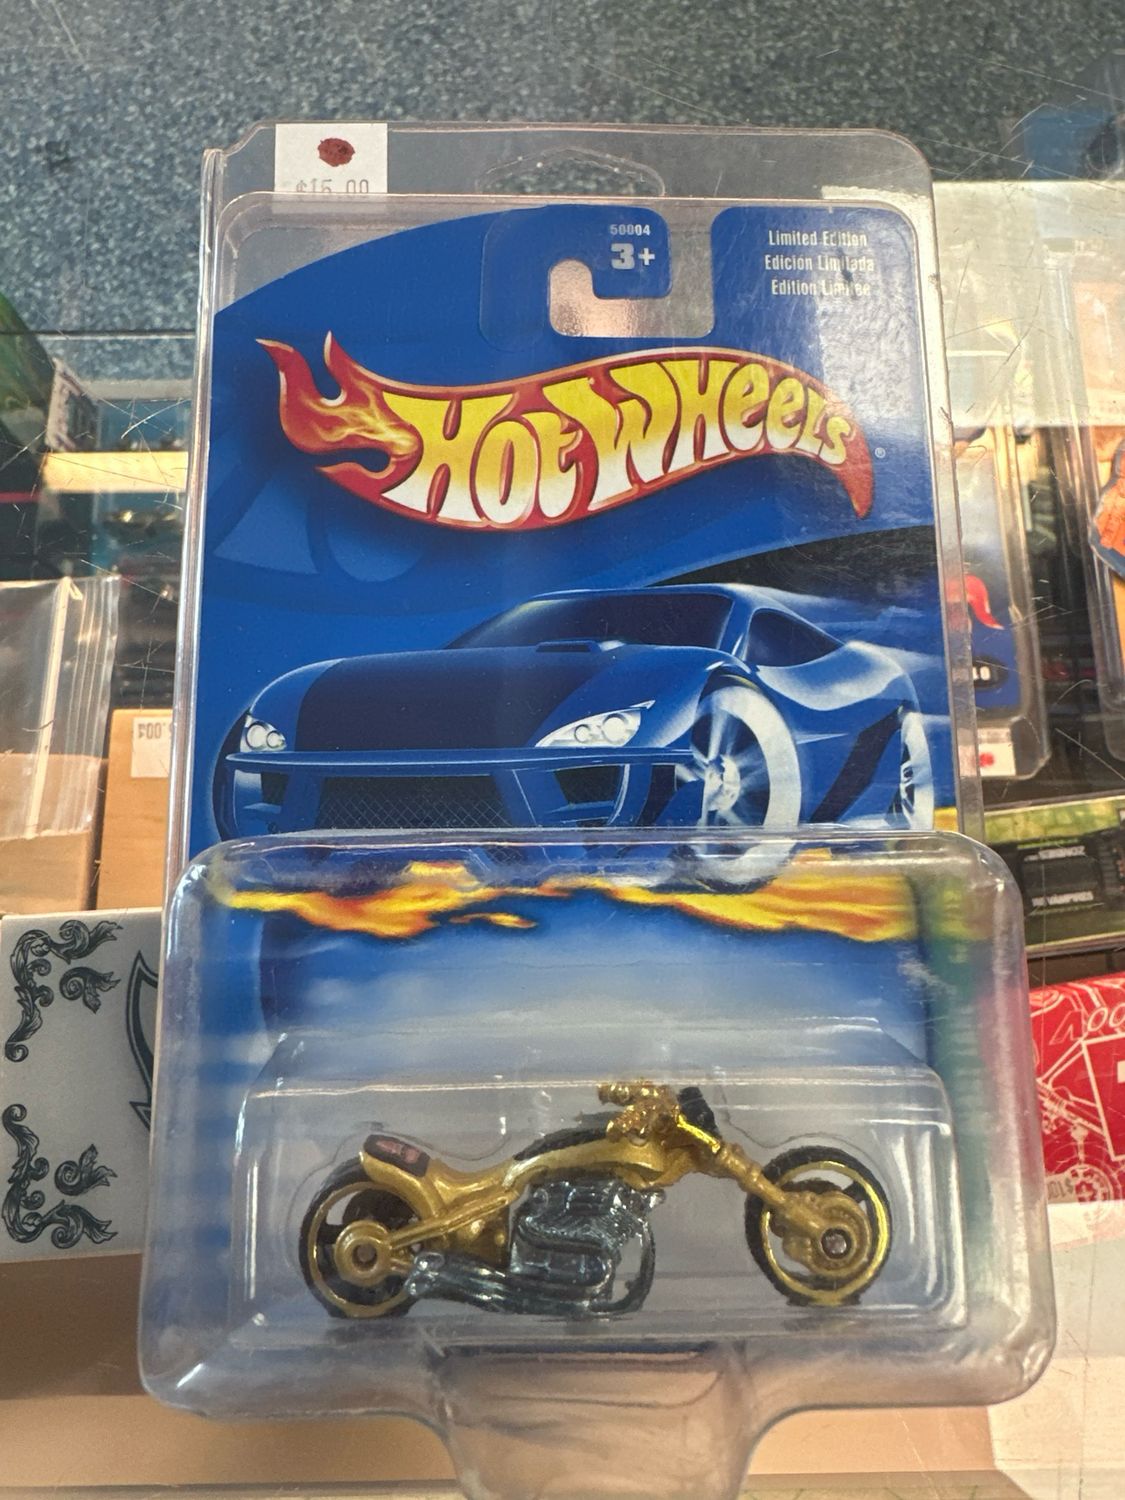 $15.00
50004
3+
Limited Edition
Edición Limitada
Edition Limitée
HOT WHEELS
®